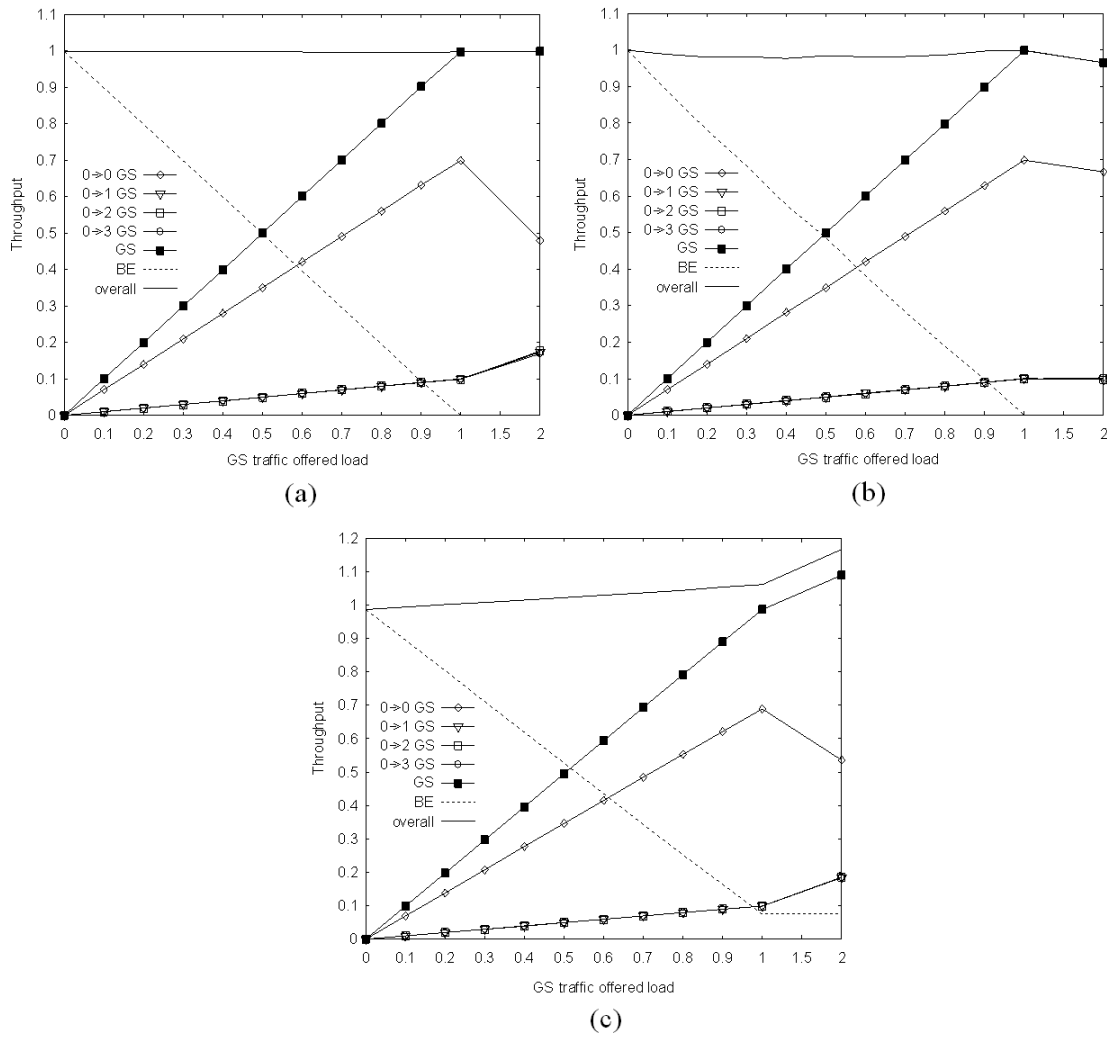 1.1
1
0.9
0.8
0.7
0.6
0.5
0.4
0.3
0.2
0.1
0
Throughput
0→0 GS
0→1 GS
0→2 GS
0→3 GS
GS
BE
overall
0 0.1 0.2 0.3 0.4 0.5 0.6 0.7 0.8 0.9 1 1.5 2
GS traffic offered load
(a)
1.1
1
0.9
0.8
0.7
0.6
0.5
0.4
0.3
0.2
0.1
0
Throughput
0→0 GS
0→1 GS
0→2 GS
0→3 GS
GS
BE
overall
0 0.1 0.2 0.3 0.4 0.5 0.6 0.7 0.8 0.9 1 1.5 2
GS traffic offered load
(b)
1.2
1.1
1
0.9
0.8
0.7
0.6
0.5
0.4
0.3
0.2
0.1
0
Throughput
0→0 GS
0→1 GS
0→2 GS
0→3 GS
GS
BE
overall
0 0.1 0.2 0.3 0.4 0.5 0.6 0.7 0.8 0.9 1 1.5 2
GS traffic offered load
(c)